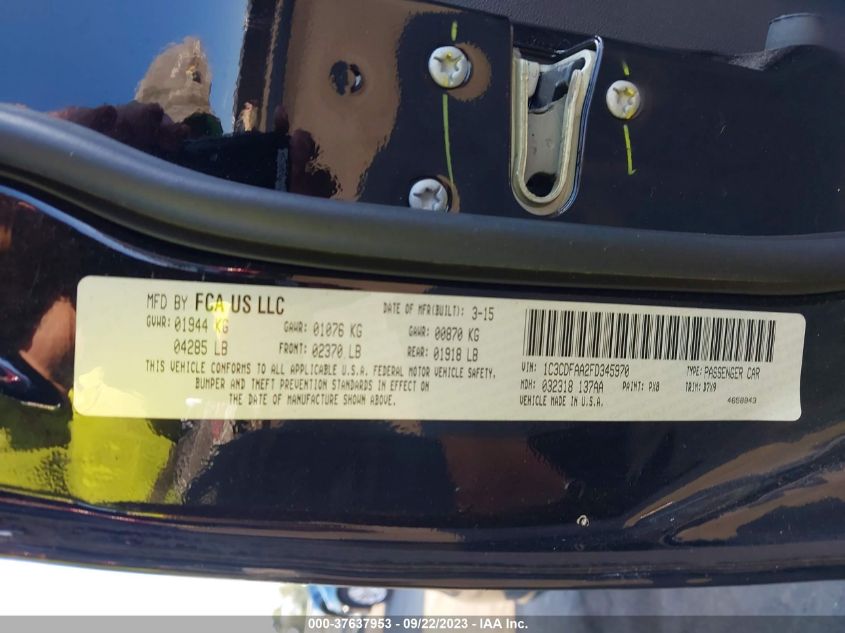 MFD BY FCA US LLC DATE OF MFR(BUILT): 3-15
GVWR: 01944 KG GAWR: 01076 KG GAWR: 00870 KG
04285 LB FRONT: 02370 LB REAR: 01918 LB
THIS VEHICLE CONFORMS TO ALL APPLICABLE U.S.A. FEDERAL MOTOR VEHICLE SAFETY,
BUMPER AND THEFT PREVENTION STANDARDS IN EFFECT ON
THE DATE OF MANUFACTURE SHOWN ABOVE.
VIN: 1C3CDFAA2FD345970 TYPE: PASSENGER CAR
MDH: 032318 137AA PAINT: PX8 TRIM: D7X9
VEHICLE MADE IN U.S.A. 4658843
000-37637953 - 09/22/2023 - IAA Inc.